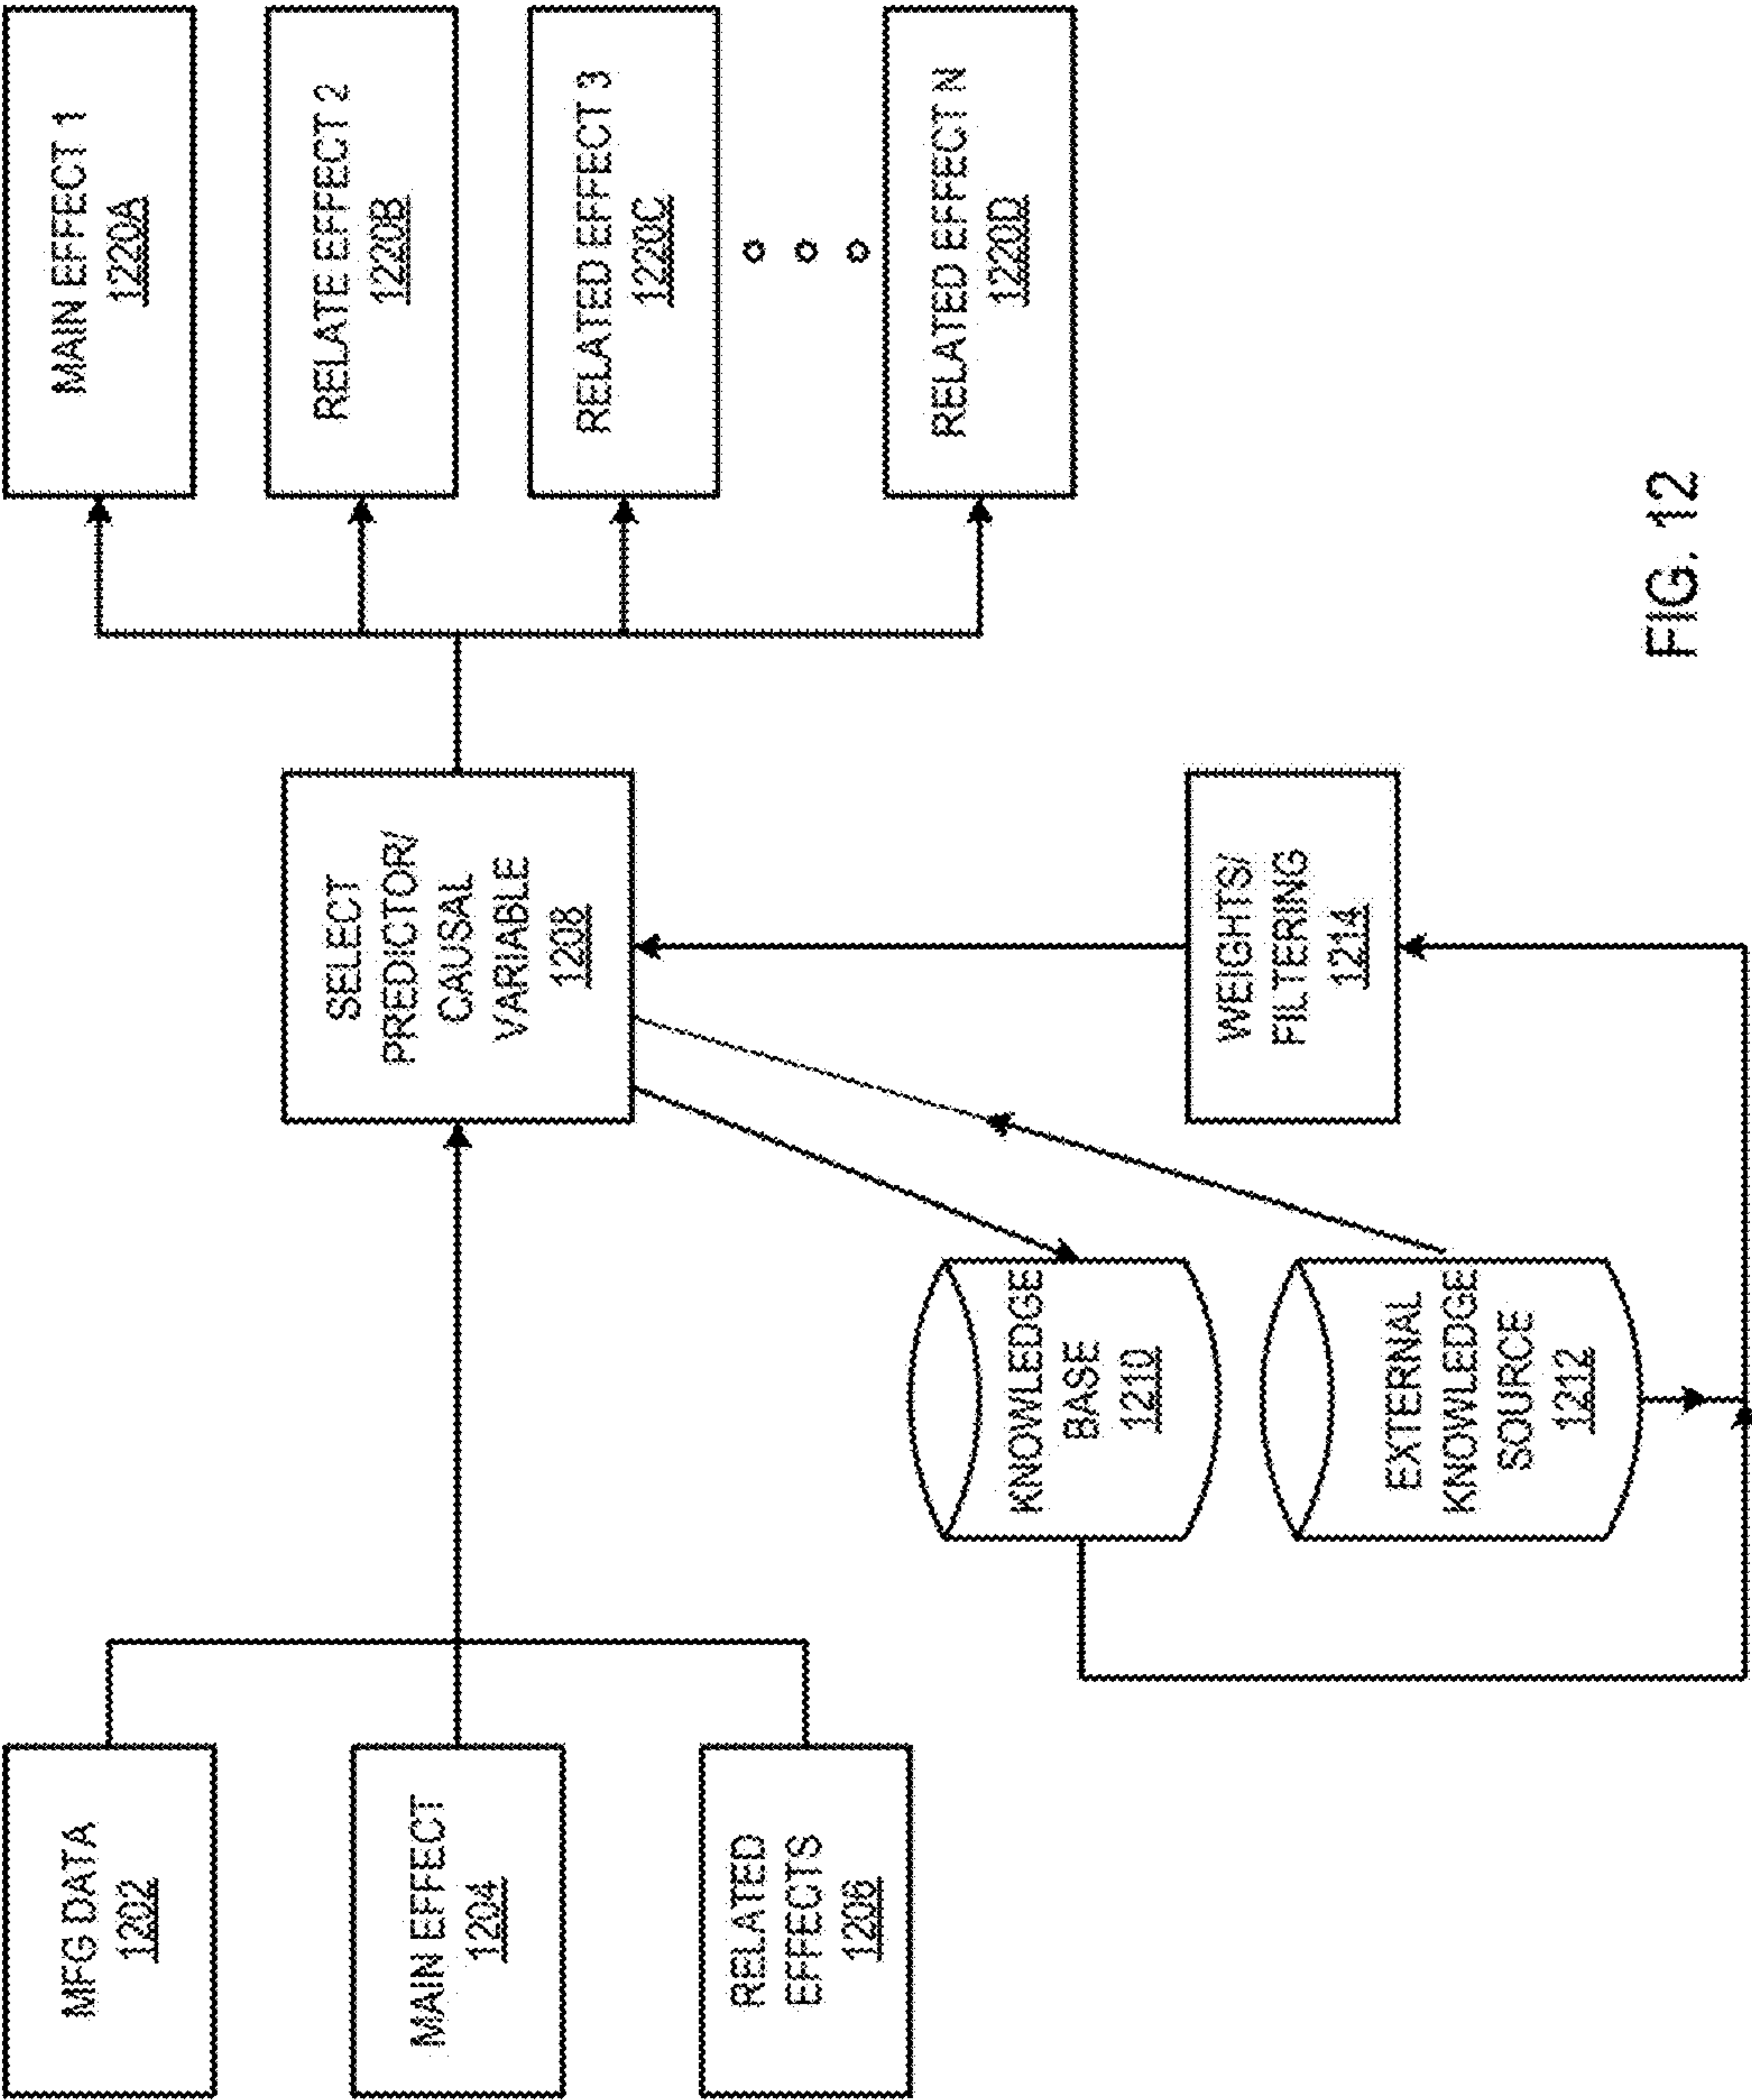 MFG DATA
1202
MAIN EFFECT
1204
RELATED
EFFECTS
1206
SELECT
PREDICTOR/
CAUSAL
VARIABLE
1208
KNOWLEDGE
BASE
1210
EXTERNAL
KNOWLEDGE
SOURCE
1212
WEIGHTS/
FILTERING
1214
MAIN EFFECT 1
1220A
RELATE EFFECT 2
1220B
RELATED EFFECT 3
1220C
RELATED EFFECT N
1220D
FIG. 12